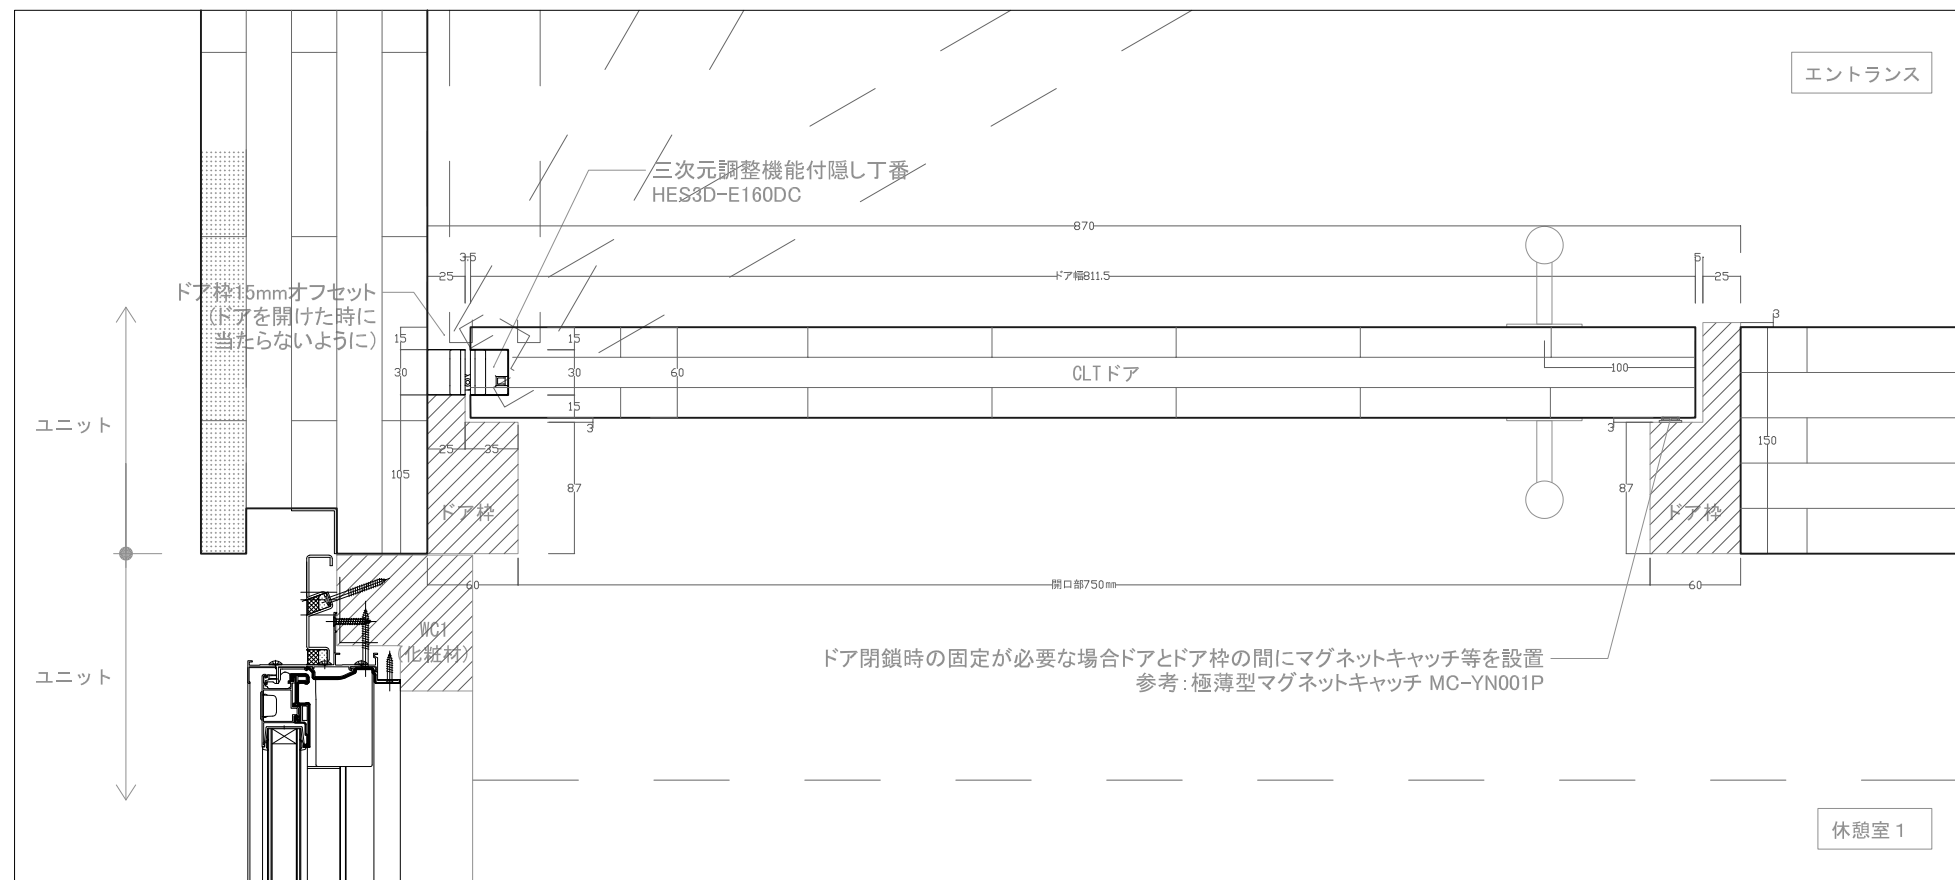 エントランス
三次元調整機能付隠し丁番
HES3D-E160DC
870
3.5
25
ドア幅811.5
5
25
ドア枠15mmオフセット
(ドアを開けた時に
当たらないように)
3
15
30
15
30
15
60
CLTドア
100
ユニット
3
3
25
35
105
87
87
150
ドア枠
ドア枠
60
開口部750mm
60
WC1
(化粧材)
ユニット
ドア閉鎖時の固定が必要な場合ドアとドア枠の間にマグネットキャッチ等を設置
参考:極薄型マグネットキャッチ MC-YN001P
休憩室1